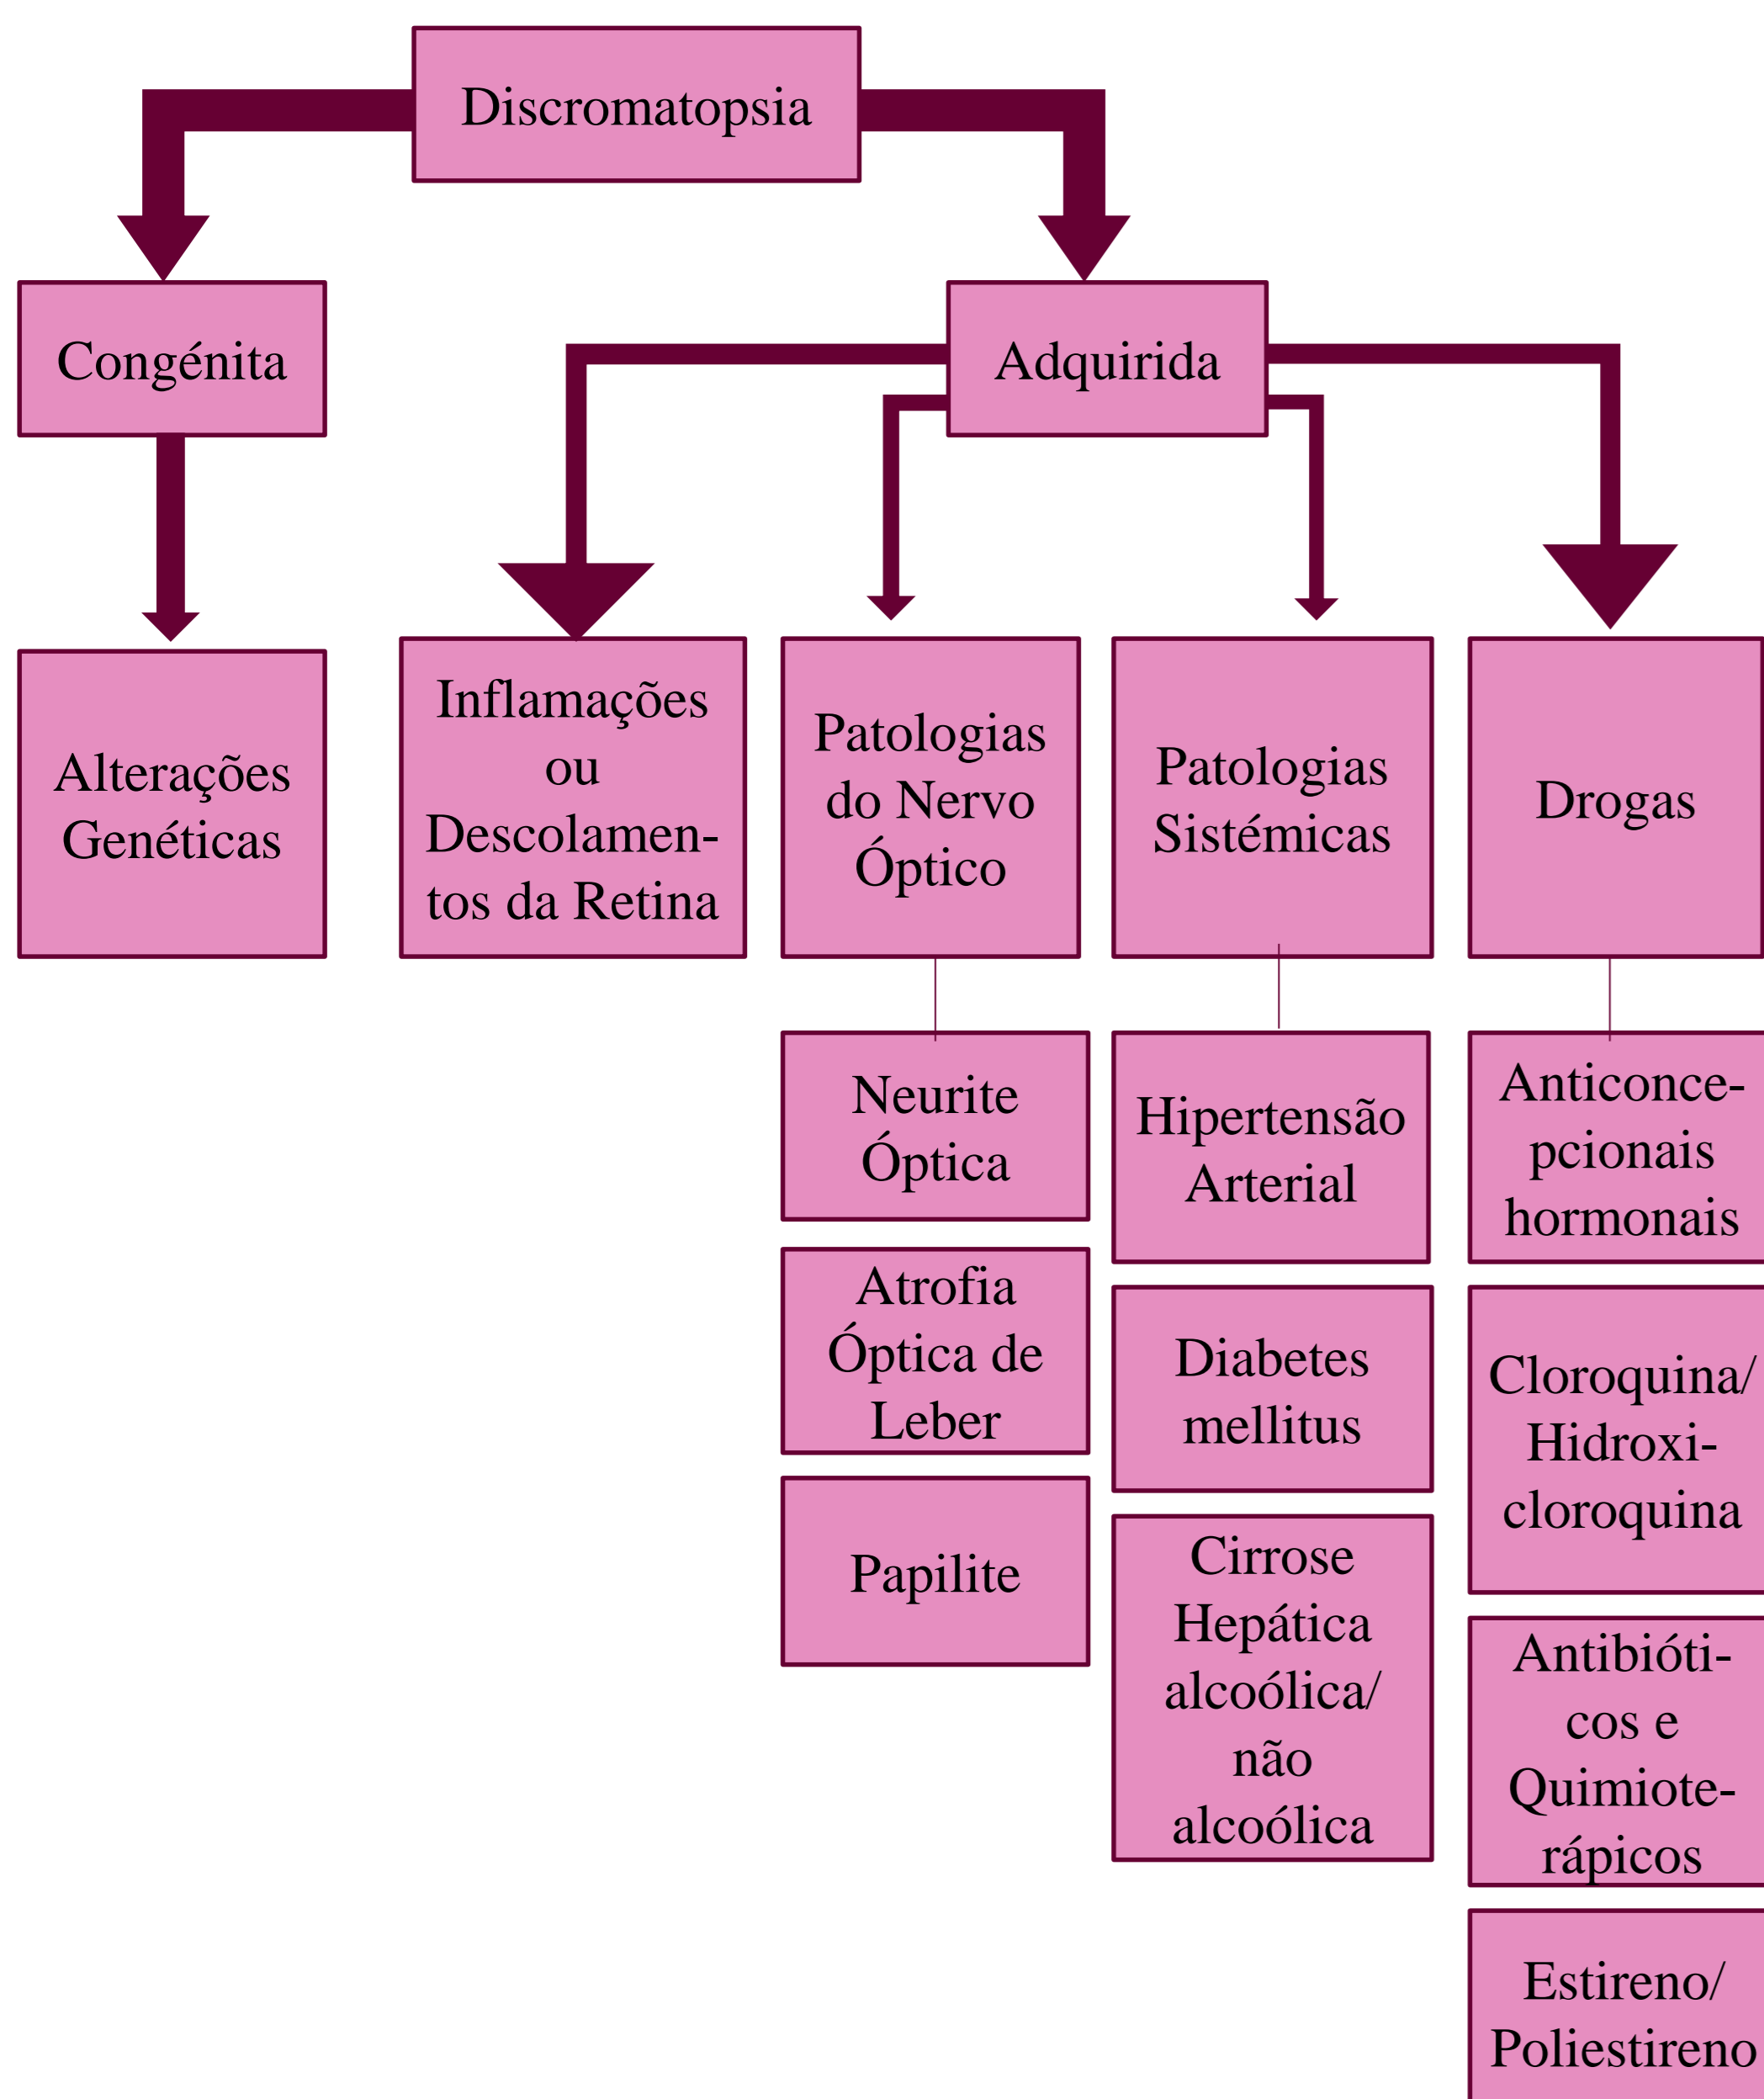 Discromatopsia
Congénita
Adquirida
Alterações
Genéticas
Inflamações
ou
Descolamen-
tos da Retina
Patologias
do Nervo
Óptico
Patologias
Sistémicas
Drogas
Neurite
Óptica
Atrofia
Óptica de
Leber
Papilite
Hipertensão
Arterial
Diabetes
mellitus
Cirrose
Hepática
alcoólica/
não
alcoólica
Anticonce-
pcionais
hormonais
Cloroquina/
Hidroxi-
cloroquina
Antibióti-
cos e
Quimiote-
rápicos
Estireno/
Poliestireno